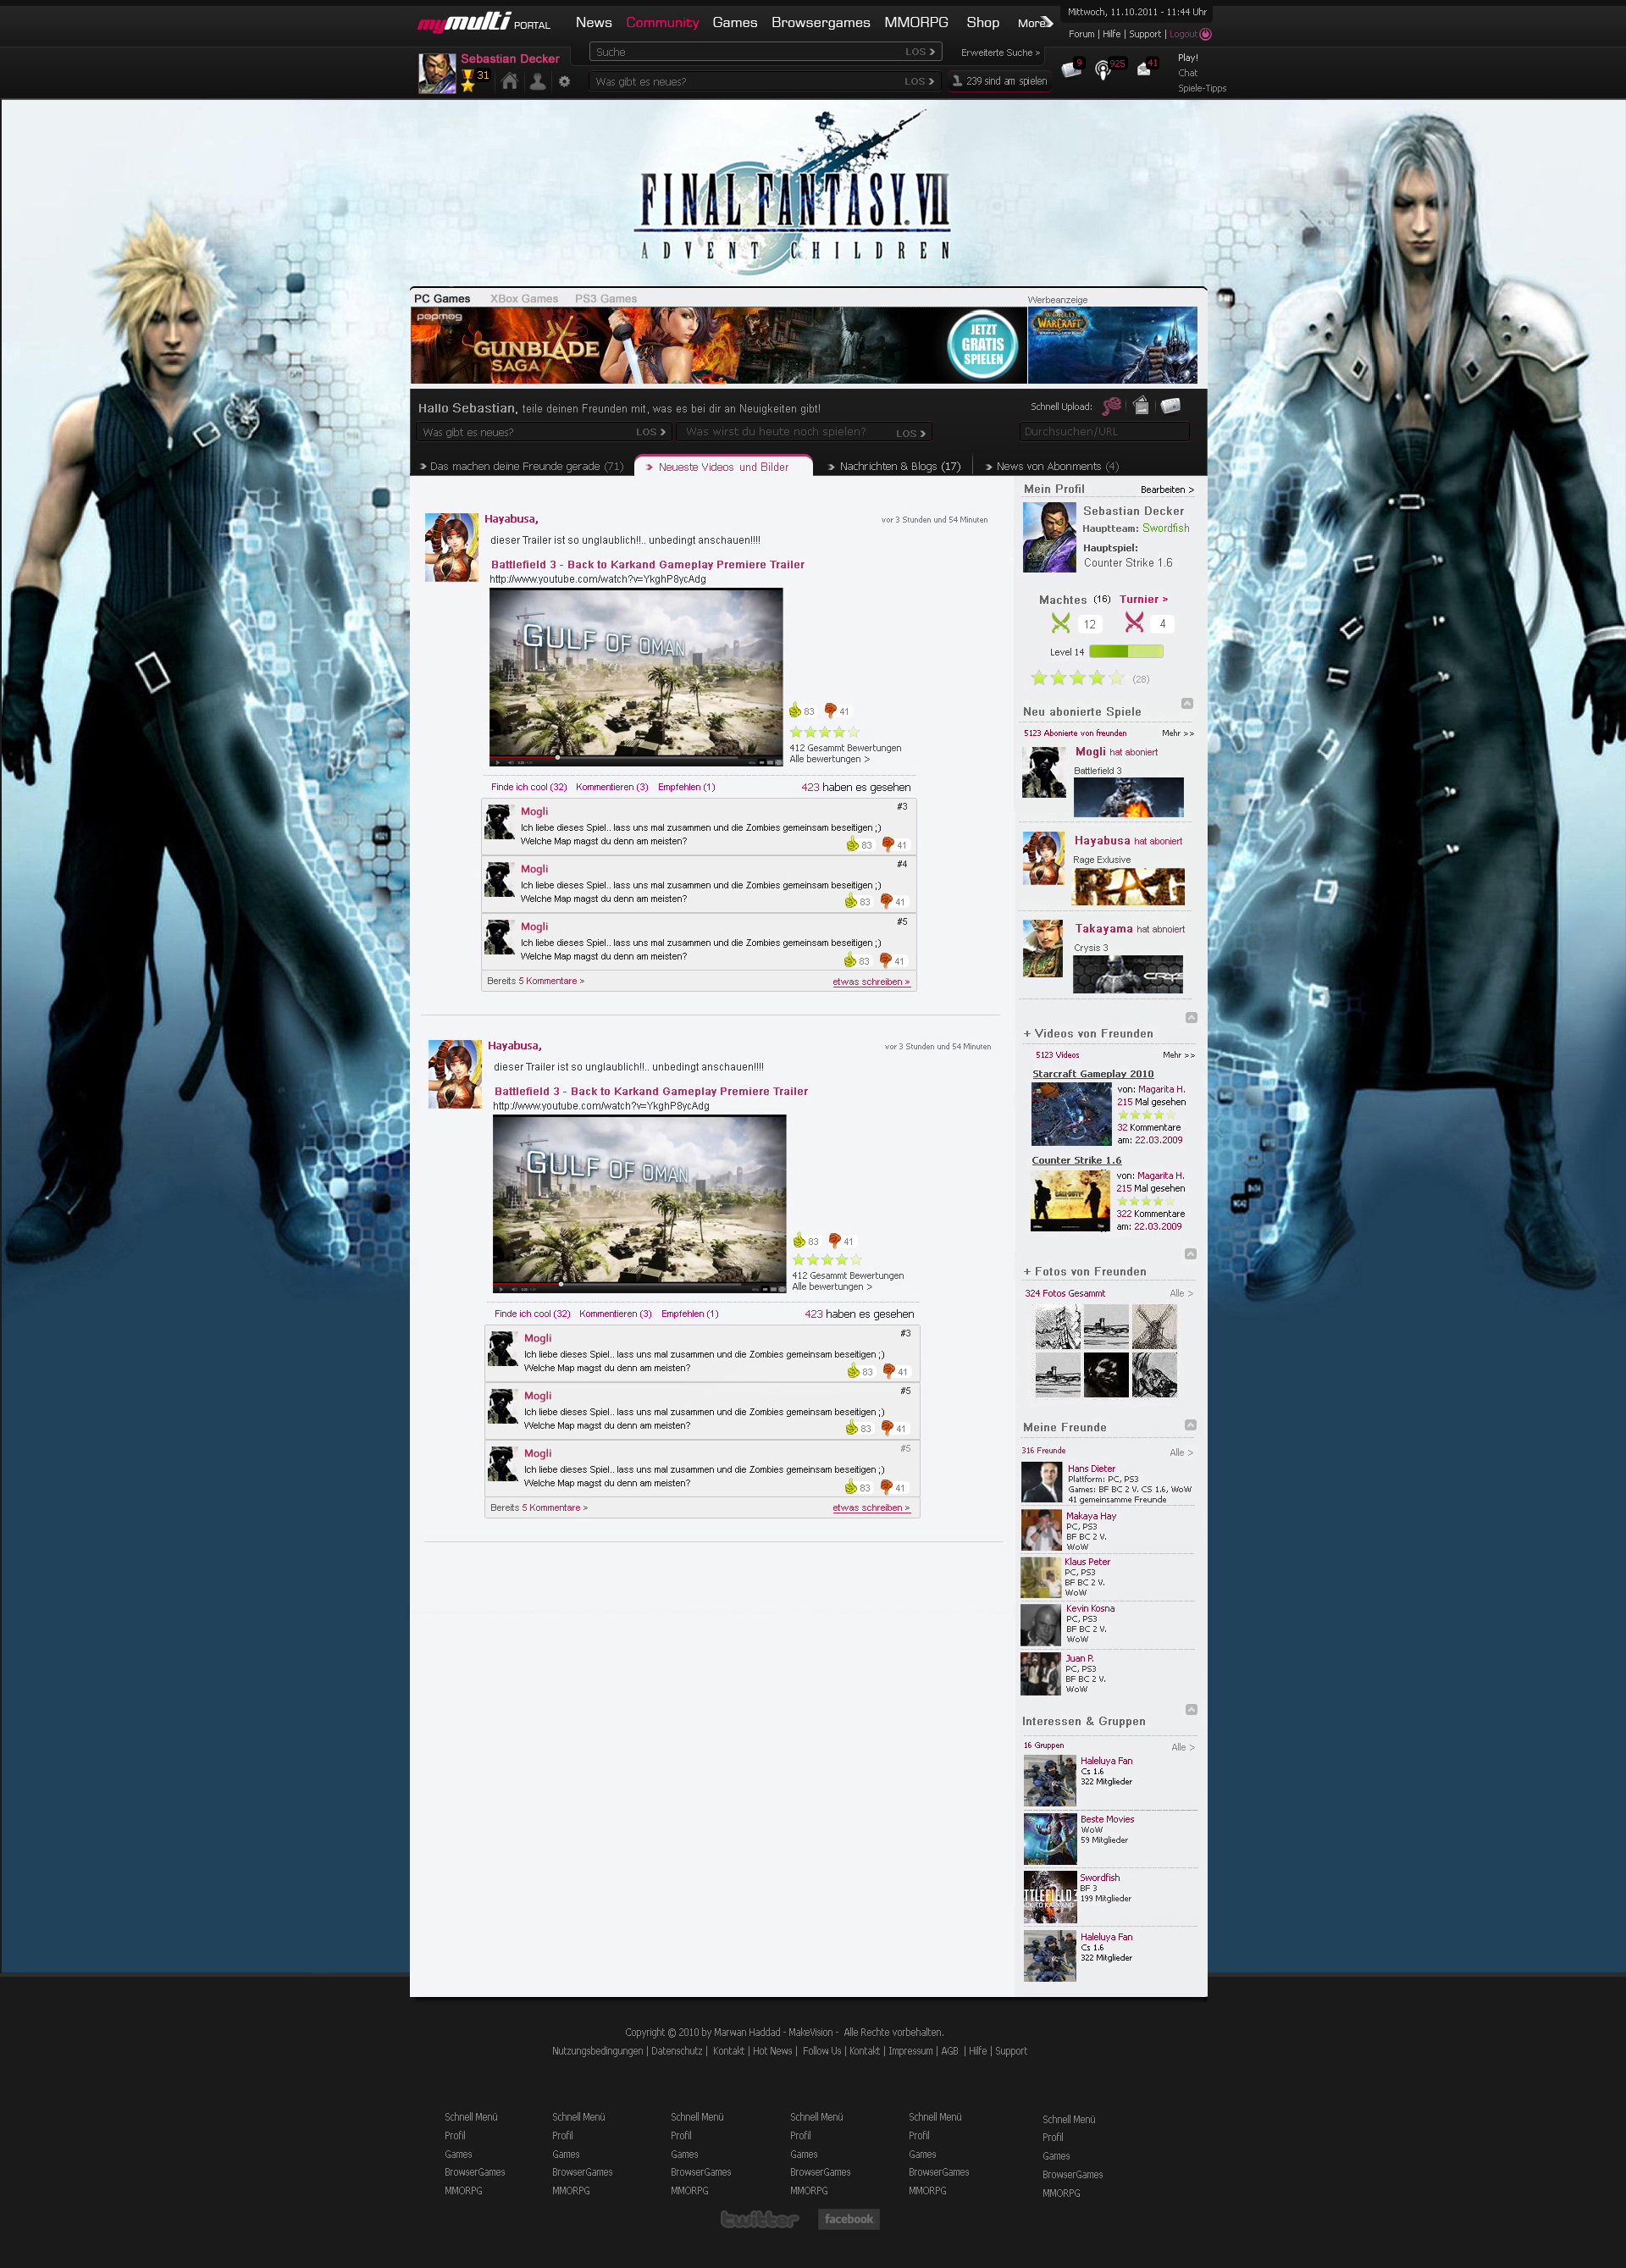 mymulti PORTAL
News Community Games Browsergames MMORPG Shop More
Mittwoch, 11.10.2011 - 11:44 Uhr
Forum | Hilfe | Support | Logout
Suche LOS
Erweiterte Suche »
Sebastian Decker
31
Was gibt es neues? LOS
239 sind am spielen
9 925 41
Play!
Chat
Spiele-Tipps
FINAL FANTASY VII
ADVENT CHILDREN
PC Games XBox Games PS3 Games
Werbeanzeige
popmog
GUNBLADE
SAGA
JETZT
GRATIS
SPIELEN
WORLD OF
WARCRAFT
Hallo Sebastian, teile deinen Freunden mit, was es bei dir an Neuigkeiten gibt!
Schnell Upload:
Was gibt es neues? LOS
Was wirst du heute noch spielen? LOS
Durchsuchen/URL
Das machen deine Freunde gerade (71)
Neueste Videos und Bilder
Nachrichten & Blogs (17)
News von Abonments (4)
Hayabusa,
vor 3 Stunden und 54 Minuten
dieser Trailer ist so unglaublich!!.. unbedingt anschauen!!!!
Battlefield 3 - Back to Karkand Gameplay Premiere Trailer
http://www.youtube.com/watch?v=YkghP8ycAdg
GULF OF OMAN
83 41
412 Gesammt Bewertungen
Alle bewertungen >
Finde ich cool (32) Kommentieren (3) Empfehlen (1)
423 haben es gesehen
Mogli #3
Ich liebe dieses Spiel.. lass uns mal zusammen und die Zombies gemeinsam beseitigen ;)
Welche Map magst du denn am meisten?
83 41
Mogli #4
Ich liebe dieses Spiel.. lass uns mal zusammen und die Zombies gemeinsam beseitigen ;)
Welche Map magst du denn am meisten?
83 41
Mogli #5
Ich liebe dieses Spiel.. lass uns mal zusammen und die Zombies gemeinsam beseitigen ;)
Welche Map magst du denn am meisten?
83 41
Bereits 5 Kommentare >
etwas schreiben >
Hayabusa,
vor 3 Stunden und 54 Minuten
dieser Trailer ist so unglaublich!!.. unbedingt anschauen!!!!
Battlefield 3 - Back to Karkand Gameplay Premiere Trailer
http://www.youtube.com/watch?v=YkghP8ycAdg
GULF OF OMAN
83 41
412 Gesammt Bewertungen
Alle bewertungen >
Finde ich cool (32) Kommentieren (3) Empfehlen (1)
423 haben es gesehen
Mogli #3
Ich liebe dieses Spiel.. lass uns mal zusammen und die Zombies gemeinsam beseitigen ;)
Welche Map magst du denn am meisten?
83 41
Mogli #5
Ich liebe dieses Spiel.. lass uns mal zusammen und die Zombies gemeinsam beseitigen ;)
Welche Map magst du denn am meisten?
83 41
Mogli #5
Ich liebe dieses Spiel.. lass uns mal zusammen und die Zombies gemeinsam beseitigen ;)
Welche Map magst du denn am meisten?
83 41
Bereits 5 Kommentare >
etwas schreiben >
Mein Profil Bearbeiten >
Sebastian Decker
Hauptteam: Swordfish
Hauptspiel:
Counter Strike 1.6
Machtes (16) Turnier >
12 4
Level 14
(28)
Neu abonierte Spiele
5123 Abonierte von freunden Mehr >>
Mogli hat aboniert
Battlefield 3
Hayabusa hat aboniert
Rage Exlusive
Takayama hat abnoiert
Crysis 3
CRYS
+ Videos von Freunden
5123 Videos Mehr >>
Starcraft Gameplay 2010
von: Magarita H.
215 Mal gesehen
32 Kommentare
am: 22.03.2009
Counter Strike 1.6
von: Magarita H.
215 Mal gesehen
322 Kommentare
am: 22.03.2009
CALL OF DUTY
+ Fotos von Freunden
324 Fotos Gesammt Alle >
Meine Freunde
316 Freunde Alle >
Hans Dieter
Plattform: PC, PS3
Games: BF BC 2 V. CS 1.6, WoW
41 gemeinsamme Freunde
Makaya Hay
PC, PS3
BF BC 2 V.
WoW
Klaus Peter
PC, PS3
BF BC 2 V.
WoW
Kevin Kosna
PC, PS3
BF BC 2 V.
WoW
Juan P.
PC, PS3
BF BC 2 V.
WoW
Interessen & Gruppen
16 Gruppen Alle >
Haleluya Fan
Cs 1.6
322 Mitglieder
Beste Movies
WoW
59 Mitglieder
Swordfish
BF 3
199 Mitglieder
TTLEFIELD 3
Haleluya Fan
Cs 1.6
322 Mitglieder
Copyright © 2010 by Marwan Haddad - MakeVision - Alle Rechte vorbehalten.
Nutzungsbedingungen | Datenschutz | Kontakt | Hot News | Follow Us | Kontakt | Impressum | AGB | Hilfe | Support
Schnell Menü Schnell Menü Schnell Menü Schnell Menü Schnell Menü Schnell Menü
Profil Profil Profil Profil Profil Profil
Games Games Games Games Games Games
BrowserGames BrowserGames BrowserGames BrowserGames BrowserGames BrowserGames
MMORPG MMORPG MMORPG MMORPG MMORPG MMORPG
twitter facebook